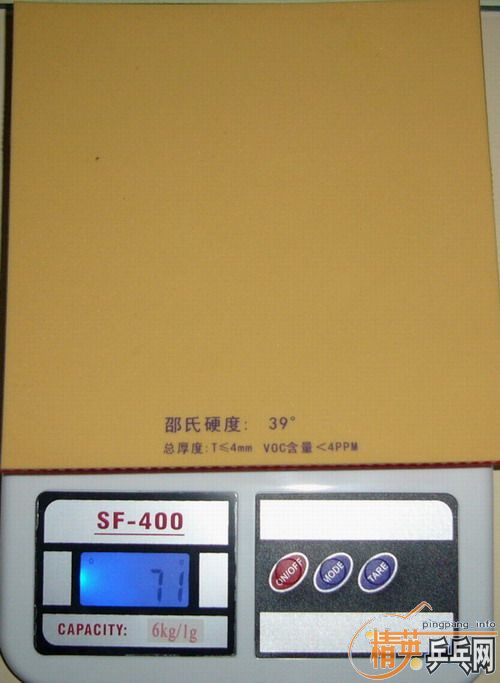 邵氏硬度: 39°
总厚度:T≤4mm VOC含量<4PPM
SF-400
71
CAPACITY: 6kg/1g
ON/OFF
MODE
TARE
pingpang.info
精英乒乓网